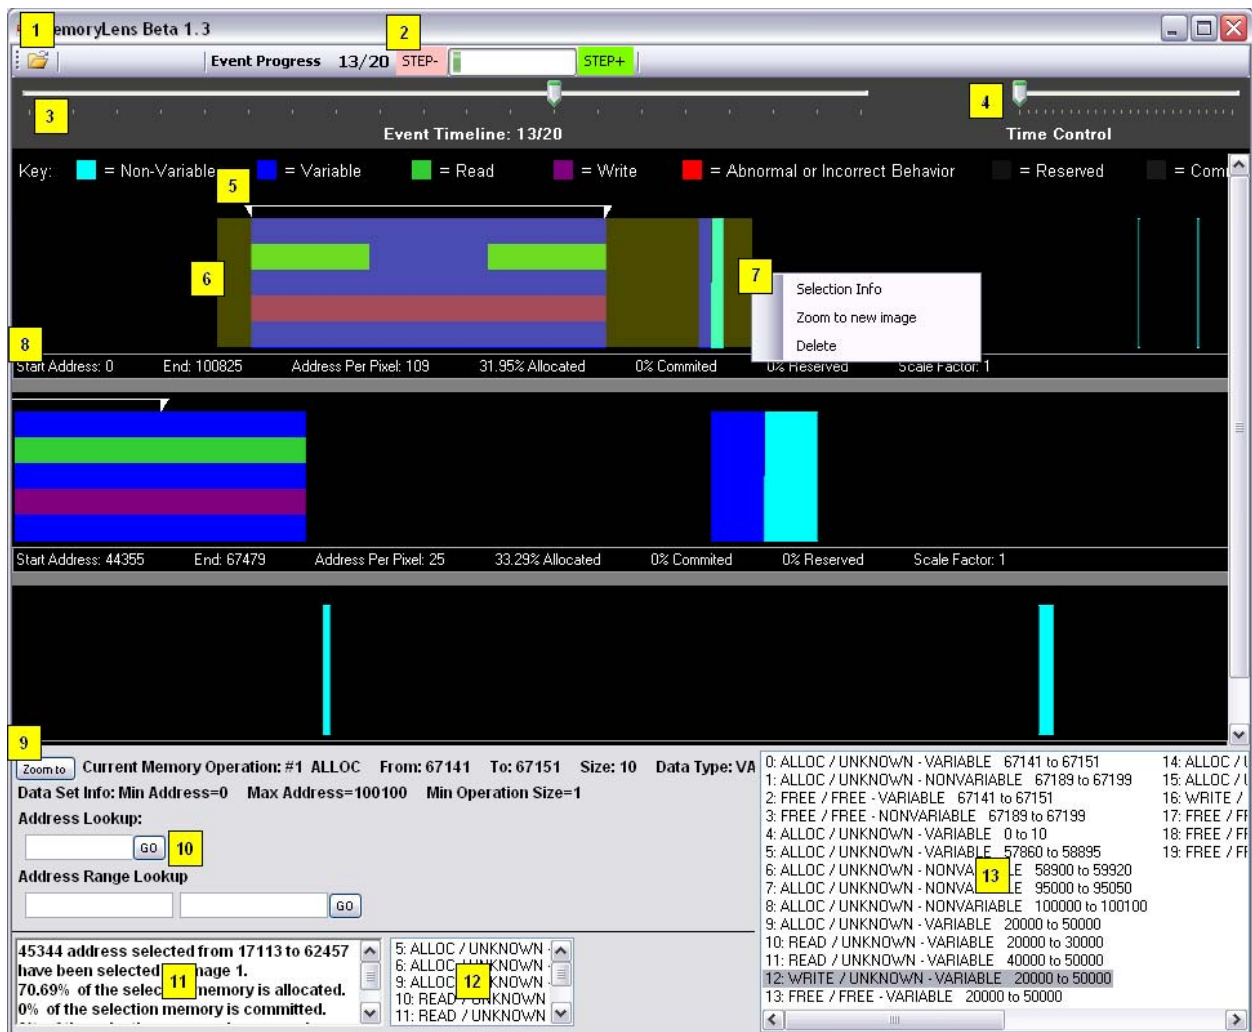 1
emoryLens Beta 1.3
2
Event Progress 13/20 STEP- STEP+
3
4
Event Timeline: 13/20
Time Control
Key: = Non-Variable = Variable = Read = Write = Abnormal or Incorrect Behavior = Reserved = Com
5
6
7
Selection Info
Zoom to new image
Delete
8
Start Address: 0 End: 100825 Address Per Pixel: 109 31.95% Allocated 0% Commited 0% Reserved Scale Factor: 1
Start Address: 44355 End: 67479 Address Per Pixel: 25 33.29% Allocated 0% Commited 0% Reserved Scale Factor: 1
9
Zoom to Current Memory Operation: #1 ALLOC From: 67141 To: 67151 Size: 10 Data Type: VA
Data Set Info: Min Address=0 Max Address=100100 Min Operation Size=1
Address Lookup:
GO 10
Address Range Lookup
GO
45344 address selected from 17113 to 62457
have been selected mage 1.
70.69% of the selec memory is allocated.
0% of the selection memory is committed.
11
5: ALLOC / UNKNOWN -
6: ALLOC KNOWN -
9: ALLOC KNOWN -
10: READ KNOWN
11: READ / UNKNOWN
12
0: ALLOC / UNKNOWN - VARIABLE 67141 to 67151
1: ALLOC / UNKNOWN - NONVARIABLE 67189 to 67199
2: FREE / FREE - VARIABLE 67141 to 67151
3: FREE / FREE - NONVARIABLE 67189 to 67199
4: ALLOC / UNKNOWN - VARIABLE 0 to 10
5: ALLOC / UNKNOWN - VARIABLE 57860 to 58895
6: ALLOC / UNKNOWN - NONVA 58900 to 59920
7: ALLOC / UNKNOWN - NONVA 95000 to 95050
8: ALLOC / UNKNOWN - NONVARIABLE 100000 to 100100
9: ALLOC / UNKNOWN - VARIABLE 20000 to 50000
10: READ / UNKNOWN - VARIABLE 20000 to 30000
11: READ / UNKNOWN - VARIABLE 40000 to 50000
12: WRITE / UNKNOWN - VARIABLE 20000 to 50000
13: FREE / FREE - VARIABLE 20000 to 50000
13
14: ALLOC / U
15: ALLOC / U
16: WRITE /
17: FREE / F
18: FREE / F
19: FREE / F